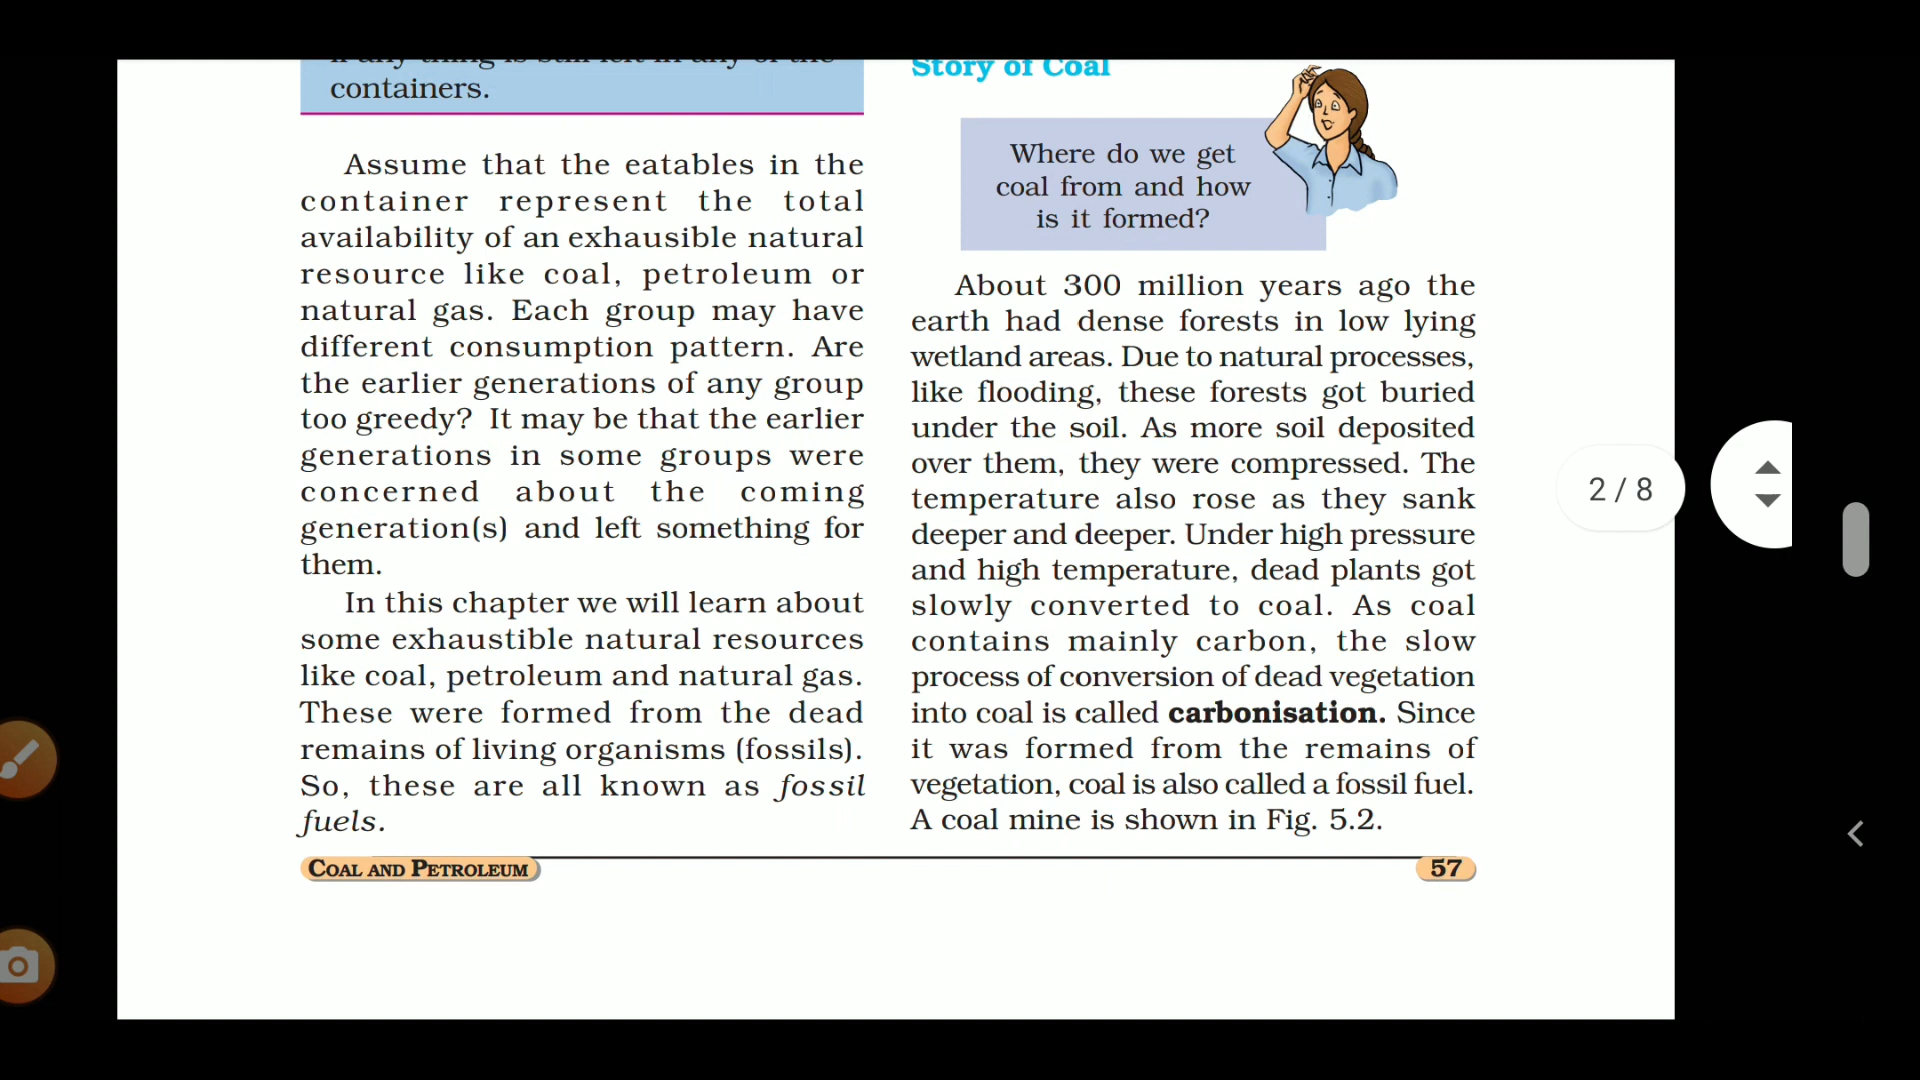 containers.
Assume that the eatables in the
container represent the total
availability of an exhausible natural
resource like coal, petroleum or
natural gas. Each group may have
different consumption pattern. Are
the earlier generations of any group
too greedy? It may be that the earlier
generations in some groups were
concerned about the coming
generation(s) and left something for
them.
In this chapter we will learn about
some exhaustible natural resources
like coal, petroleum and natural gas.
These were formed from the dead
remains of living organisms (fossils).
So, these are all known as fossil
fuels.
Story of Coal
Where do we get
coal from and how
is it formed?
About 300 million years ago the
earth had dense forests in low lying
wetland areas. Due to natural processes,
like flooding, these forests got buried
under the soil. As more soil deposited
over them, they were compressed. The
temperature also rose as they sank
deeper and deeper. Under high pressure
and high temperature, dead plants got
slowly converted to coal. As coal
contains mainly carbon, the slow
process of conversion of dead vegetation
into coal is called carbonisation. Since
it was formed from the remains of
vegetation, coal is also called a fossil fuel.
A coal mine is shown in Fig. 5.2.
COAL AND PETROLEUM
57
2 / 8